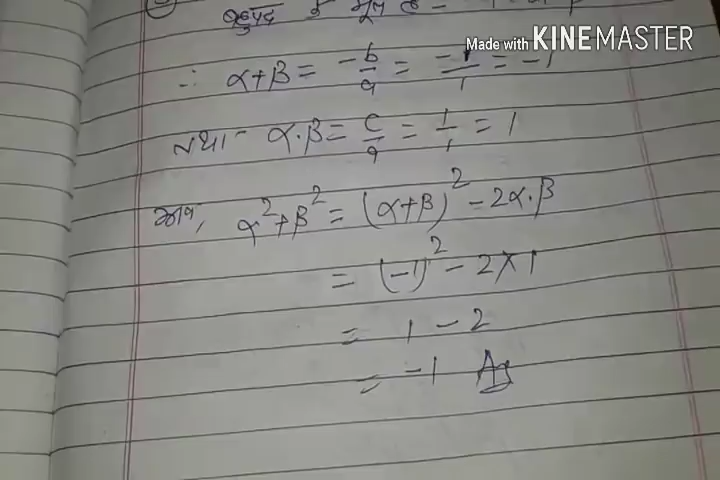 बहुपद के मूल है -
Made with KINEMASTER
∴ α+β = -b/a = -1/1 = -1
तथा- α.β = c/a = 1/1 = 1
अब, α²+β² = (α+β)² - 2α.β
= (-1)² - 2×1
= 1 - 2
= -1 Ans